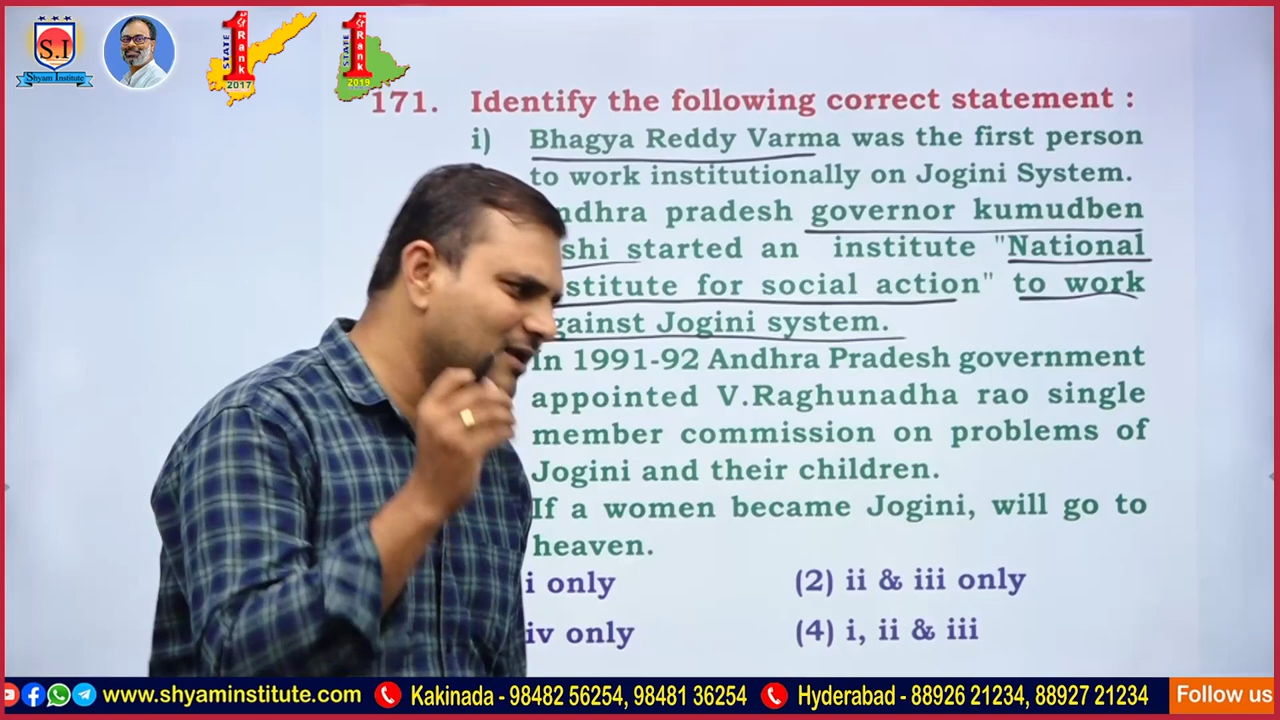 S.I
Shyam Institute
STATE 1st Rank 2017
STATE 1st Rank 2019
171. Identify the following correct statement :
i) Bhagya Reddy Varma was the first person
to work institutionally on Jogini System.
ndhra pradesh governor kumudben
shi started an institute "National
stitute for social action" to work
gainst Jogini system.
In 1991-92 Andhra Pradesh government
appointed V.Raghunadha rao single
member commission on problems of
Jogini and their children.
If a women became Jogini, will go to
heaven.
i only (2) ii & iii only
iv only (4) i, ii & iii
www.shyaminstitute.com Kakinada - 98482 56254, 98481 36254 Hyderabad - 88926 21234, 88927 21234 Follow us